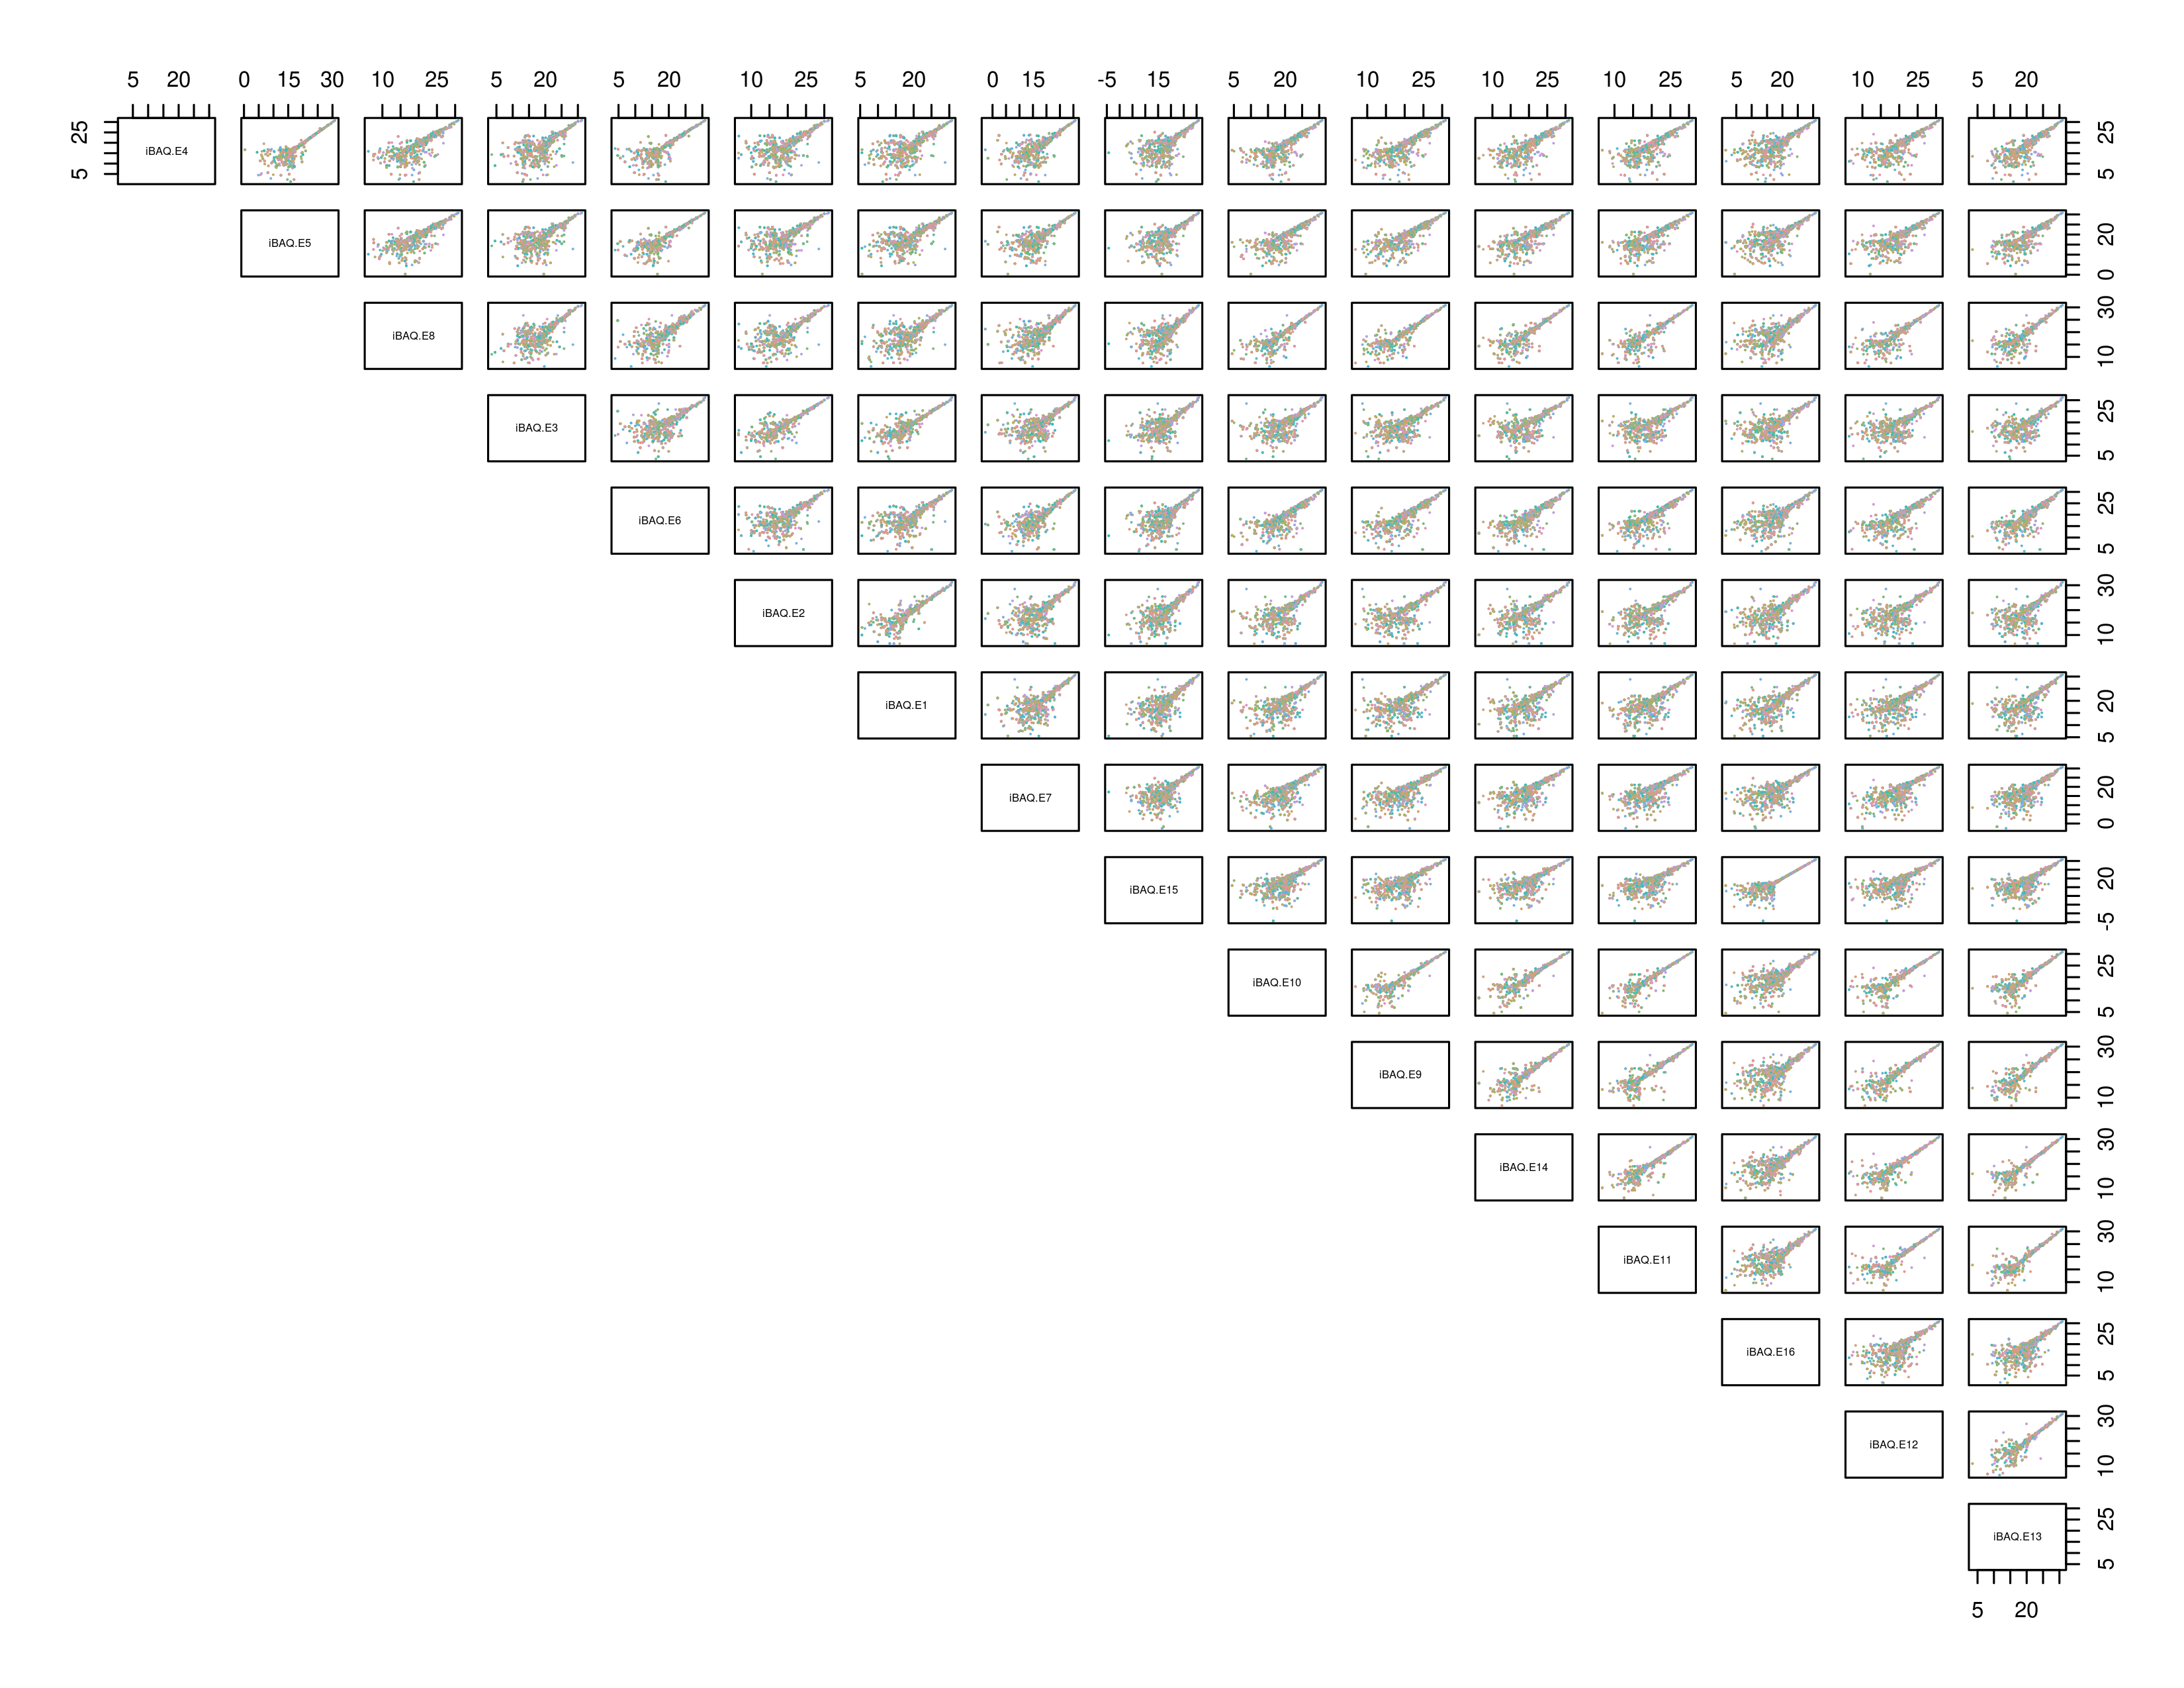 5 20 0 15 30 10 25 5 20 5 20 10 25 5 20 0 15 -5 15 5 20 10 25 10 25 10 25 5 20 10 25 5 20
5 25 iBAQ.E4 5 25
iBAQ.E5 0 20
iBAQ.E8 10 30
iBAQ.E3 5 25
iBAQ.E6 5 25
iBAQ.E2 10 30
iBAQ.E1 5 20
iBAQ.E7 0 20
iBAQ.E15 -5 20
iBAQ.E10 5 25
iBAQ.E9 10 30
iBAQ.E14 10 30
iBAQ.E11 10 30
iBAQ.E16 5 25
iBAQ.E12 10 30
iBAQ.E13 5 25
5 20